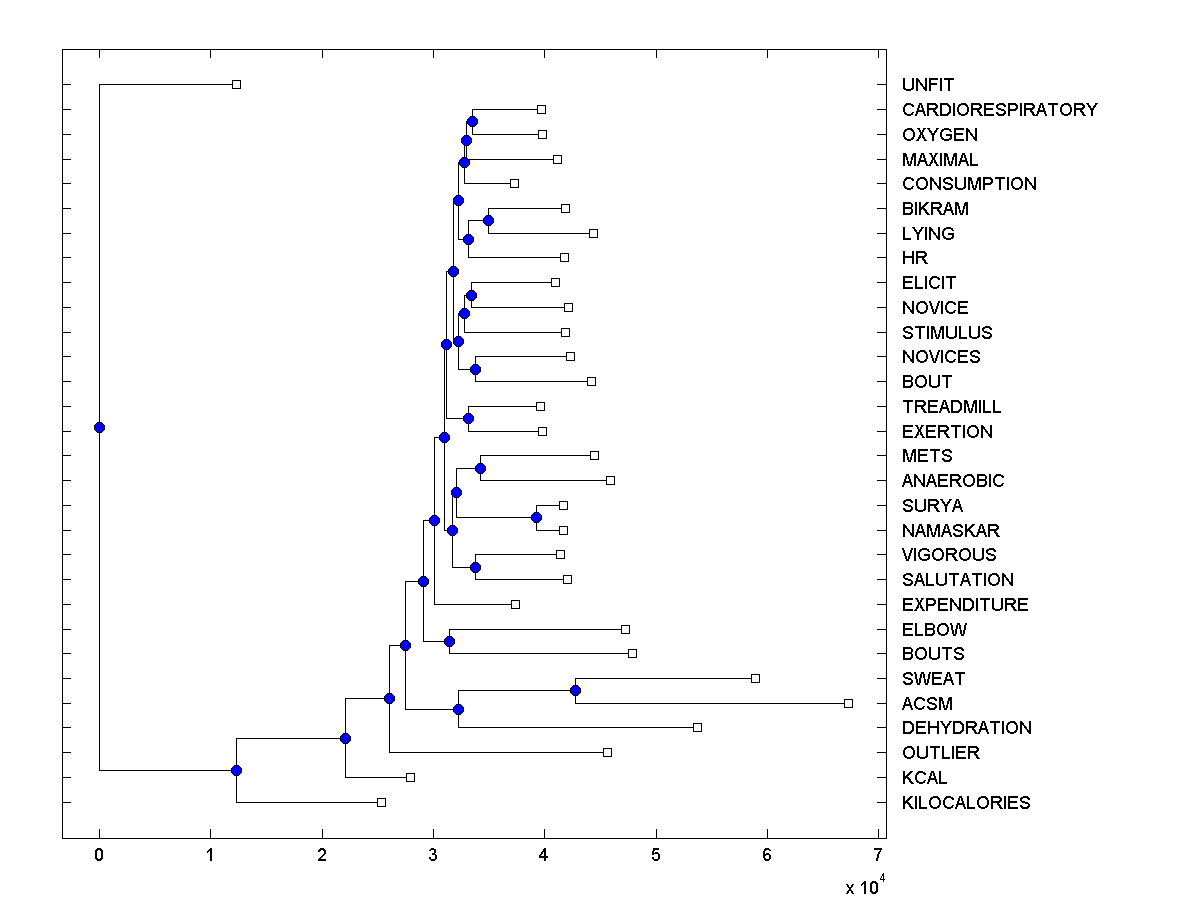 UNFIT
CARDIORESPIRATORY
OXYGEN
MAXIMAL
CONSUMPTION
BIKRAM
LYING
HR
ELICIT
NOVICE
STIMULUS
NOVICES
BOUT
TREADMILL
EXERTION
METS
ANAEROBIC
SURYA
NAMASKAR
VIGOROUS
SALUTATION
EXPENDITURE
ELBOW
BOUTS
SWEAT
ACSM
DEHYDRATION
OUTLIER
KCAL
KILOCALORIES
0 1 2 3 4 5 6 7
x 10^4